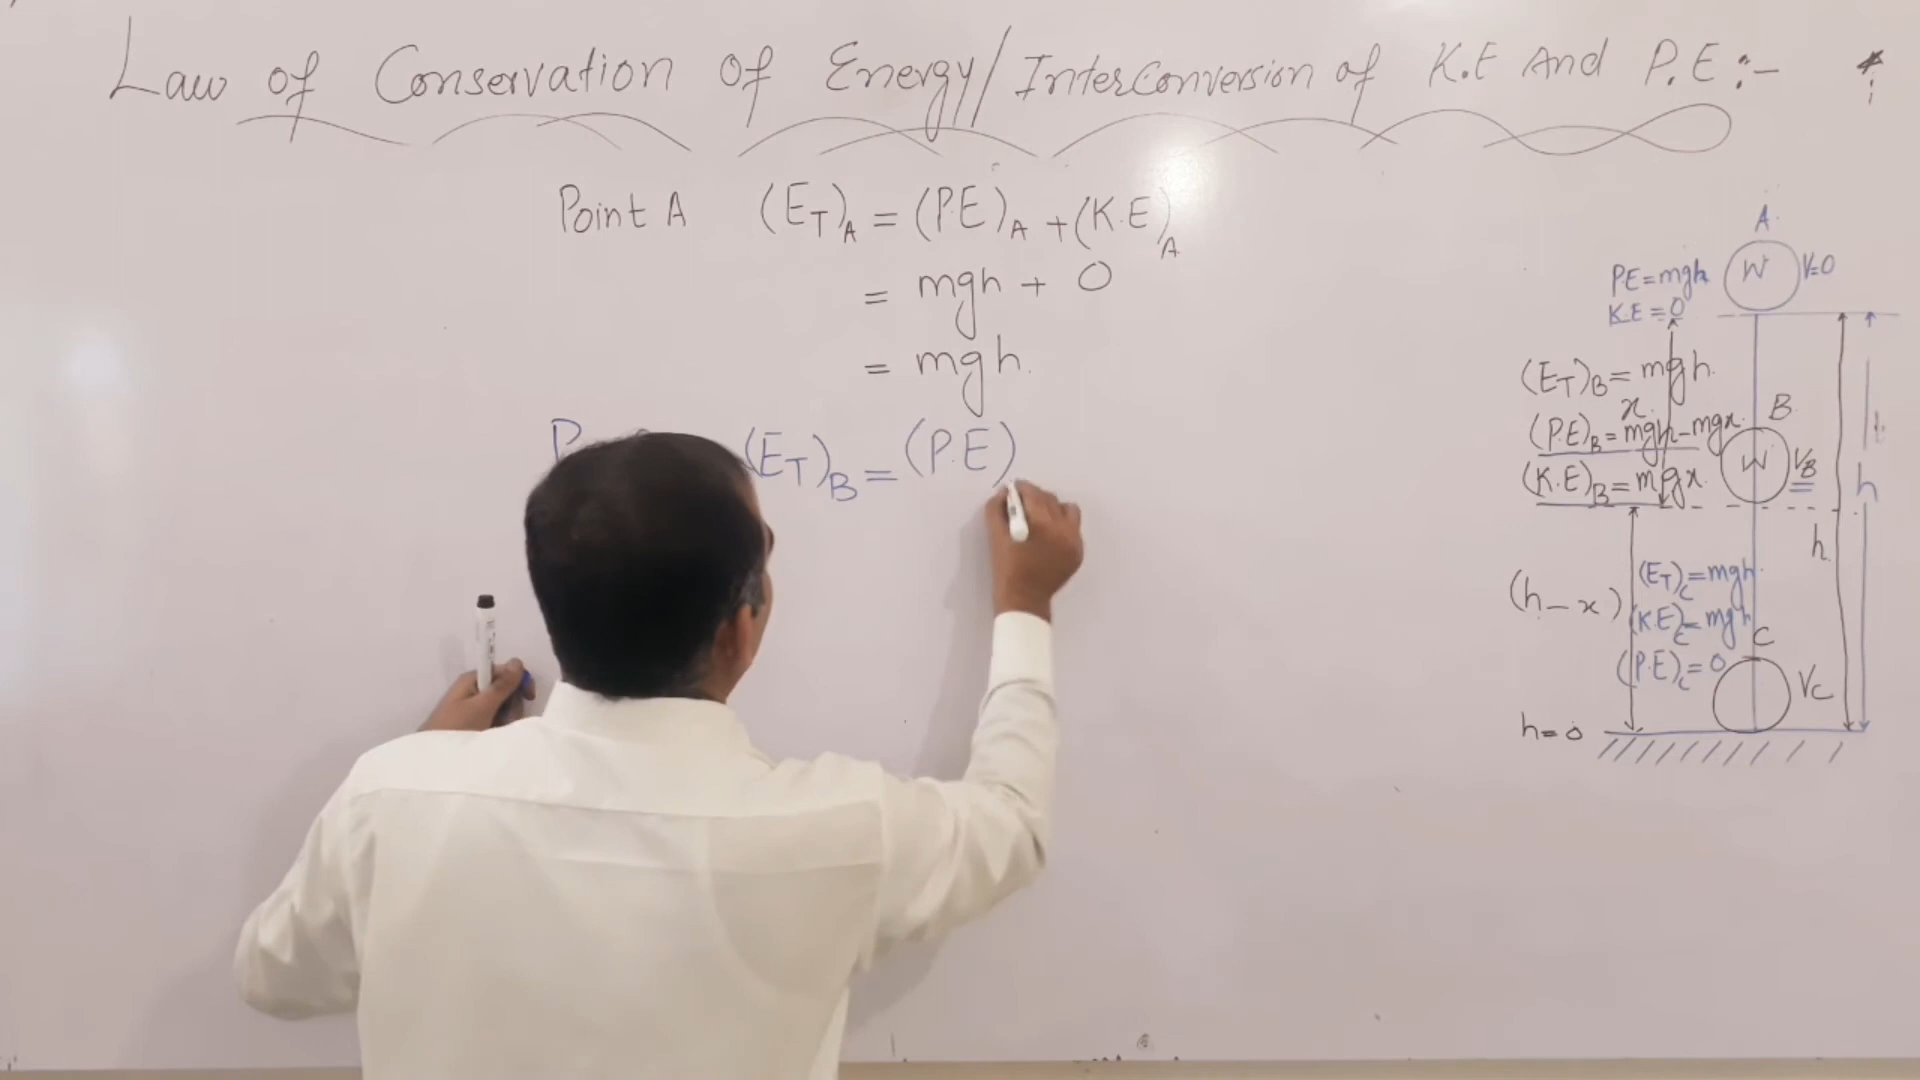 Law of Conservation Of Energy/InterConversion of K.E And P.E:-
Point A (E_T)_A = (P.E)_A + (K.E)_A
= mgh + 0
= mgh.
(E_T)_B = (P.E)
A
W V=0
PE=mgh
K.E=0
(E_T)_B = mgh.
x.
B
(P.E)_B = mgh-mgx.
W V_B
(K.E)_B = mgx.
h
h
(h-x)
(E_T)_C = mgh.
(K.E)_C = mgh
C
(P.E)_C = 0
V_C
h=0